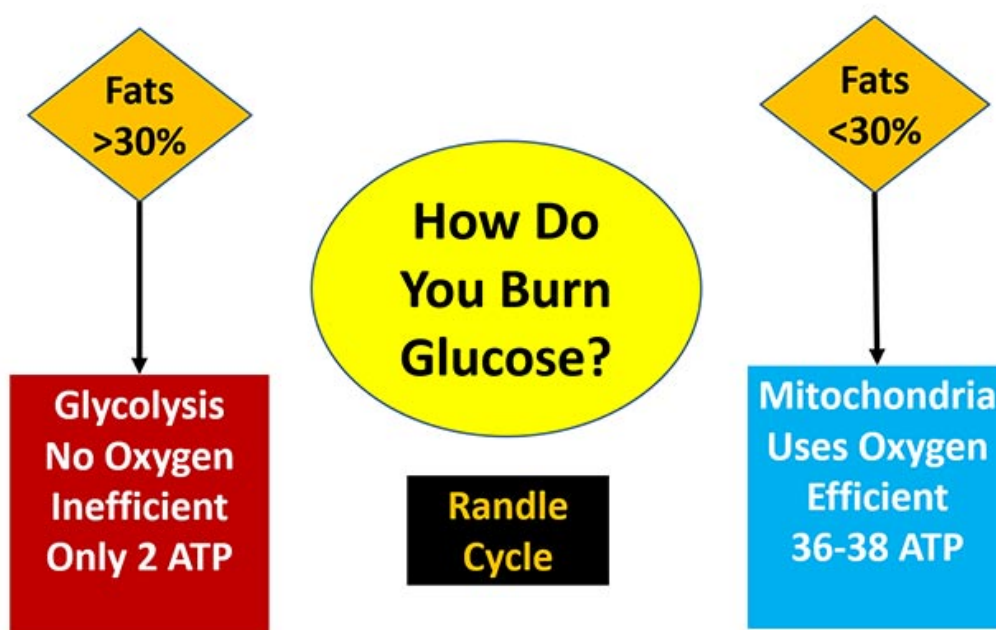 Fats
>30%
Fats
<30%
How Do
You Burn
Glucose?
Glycolysis
No Oxygen
Inefficient
Only 2 ATP
Randle
Cycle
Mitochondria
Uses Oxygen
Efficient
36-38 ATP